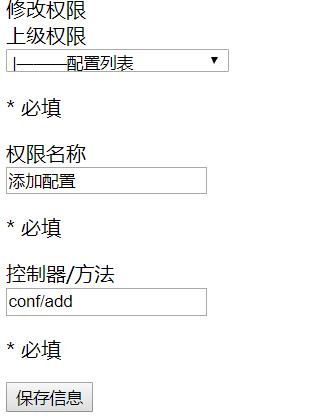 修改权限
上级权限
|———配置列表
* 必填
权限名称
添加配置
* 必填
控制器/方法
conf/add
* 必填
保存信息